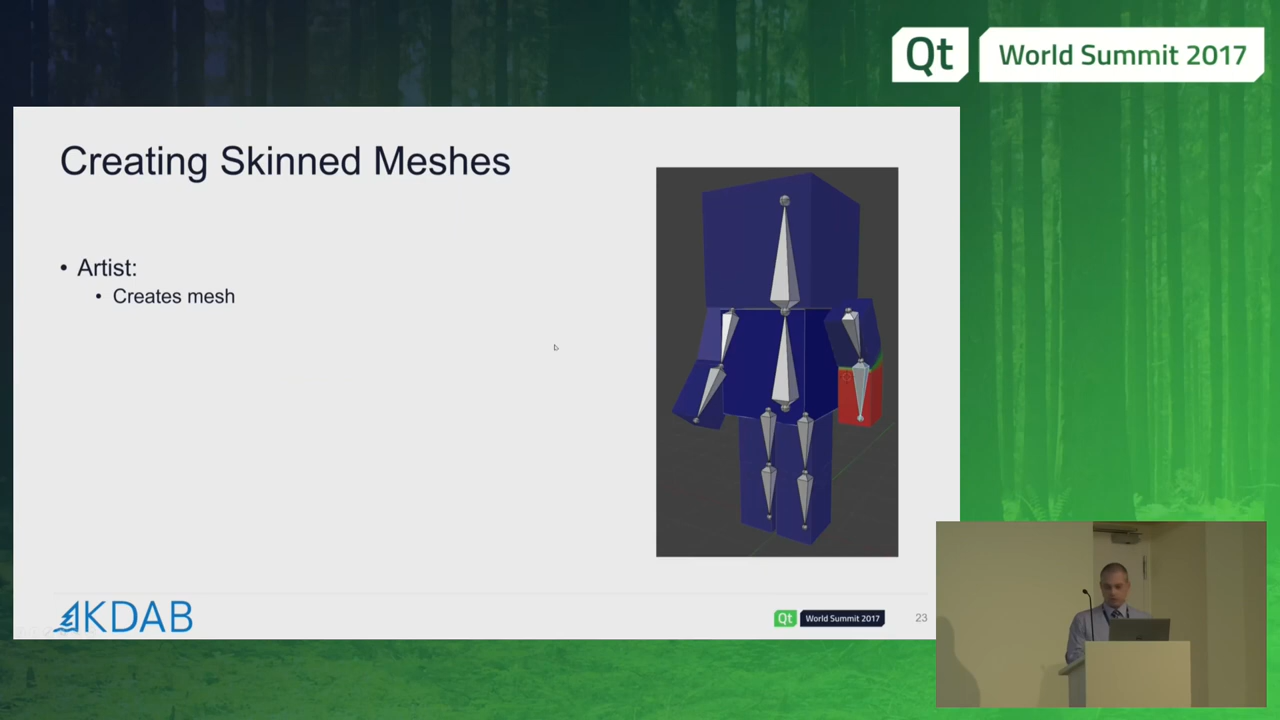 Qt
World Summit 2017
Creating Skinned Meshes
• Artist:
• Creates mesh
KDAB
Qt World Summit 2017
23